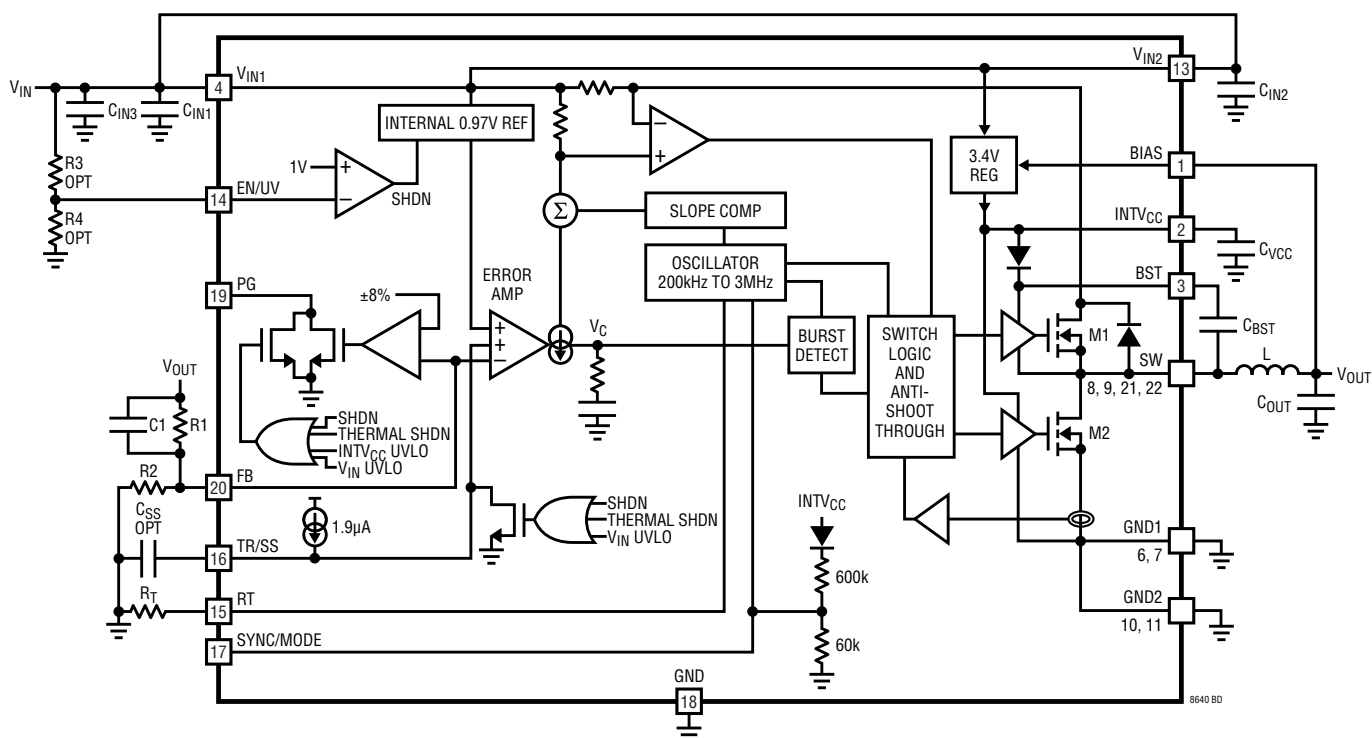 VIN
CIN3
CIN1
4
VIN1
VIN2
13
CIN2
INTERNAL 0.97V REF
R3
OPT
1V
+
−
SHDN
14
EN/UV
R4
OPT
−
+
3.4V
REG
BIAS
1
Σ
SLOPE COMP
INTVCC
2
CVCC
OSCILLATOR
200kHz TO 3MHz
BST
3
CBST
19
PG
±8%
ERROR
AMP
+
+
−
VC
BURST
DETECT
SWITCH
LOGIC
AND
ANTI-
SHOOT
THROUGH
M1
SW
8, 9, 21, 22
L
VOUT
COUT
M2
VOUT
C1
R1
SHDN
THERMAL SHDN
INTVCC UVLO
VIN UVLO
R2
20
FB
CSS
OPT
1.9µA
SHDN
THERMAL SHDN
VIN UVLO
INTVCC
16
TR/SS
600k
GND1
6, 7
RT
15
RT
60k
GND2
10, 11
17
SYNC/MODE
GND
18
8640 BD